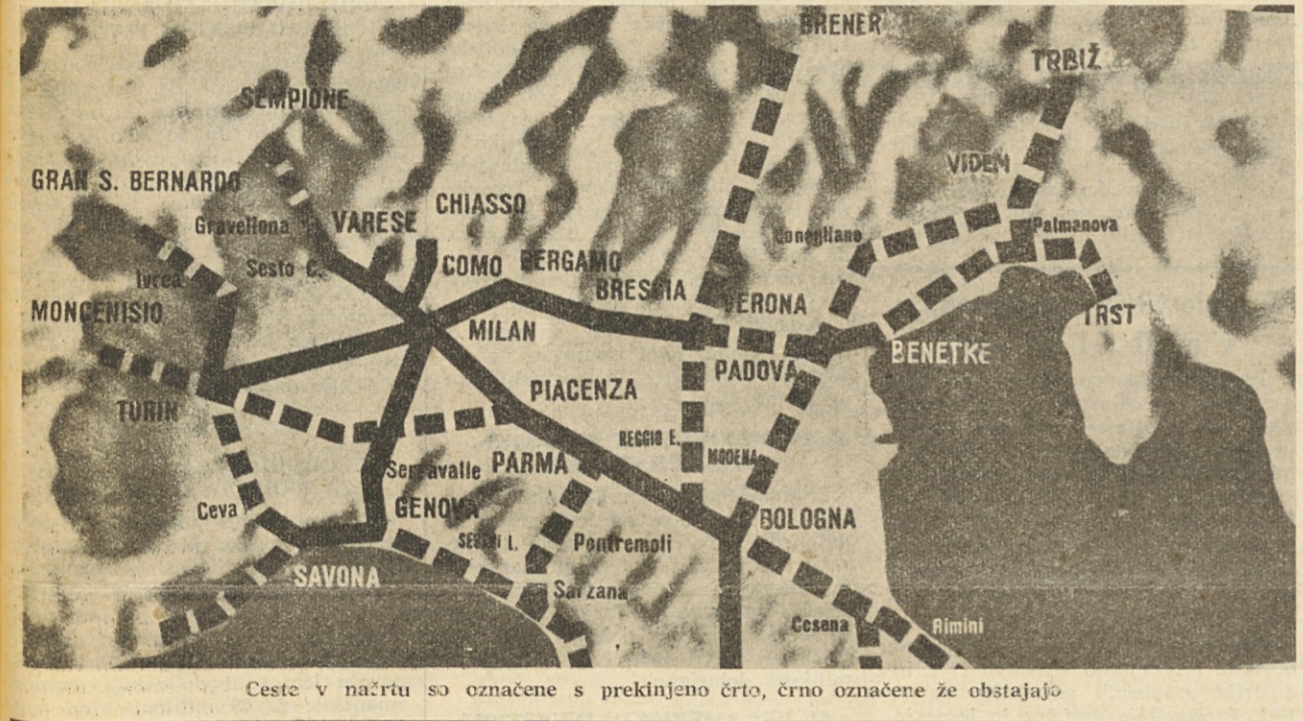 BRENER
TRBIŽ
SEMPIONE
VIDEM
GRAN S. BERNARDO
CHIASSO
VARESE
Gravellona
Palmanova
Conegliano
COMO
BERGAMO
Sesto C.
Ivrea
BRESCIA
VERONA
MONCENISIO
TRST
MILAN
BENETKE
PADOVA
PIACENZA
TURIN
REGGIO E.
MODENA
PARMA
Serravalle
Ceva
GENOVA
BOLOGNA
SESTRI L.
Pontremoli
SAVONA
Sarzana
Cesena
Rimini
Ceste v načrtu so označene s prekinjeno črto, črno označene že obstajajo